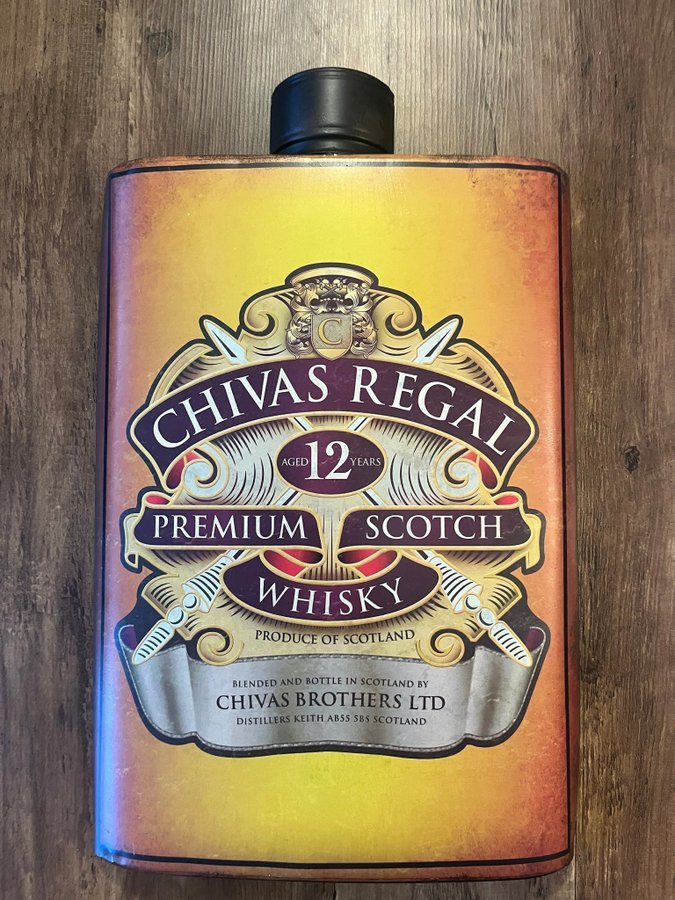 C
CHIVAS REGAL
AGED 12 YEARS
PREMIUM SCOTCH
WHISKY
PRODUCE OF SCOTLAND
BLENDED AND BOTTLE IN SCOTLAND BY
CHIVAS BROTHERS LTD
DISTILLERS KEITH AB55 5BS SCOTLAND